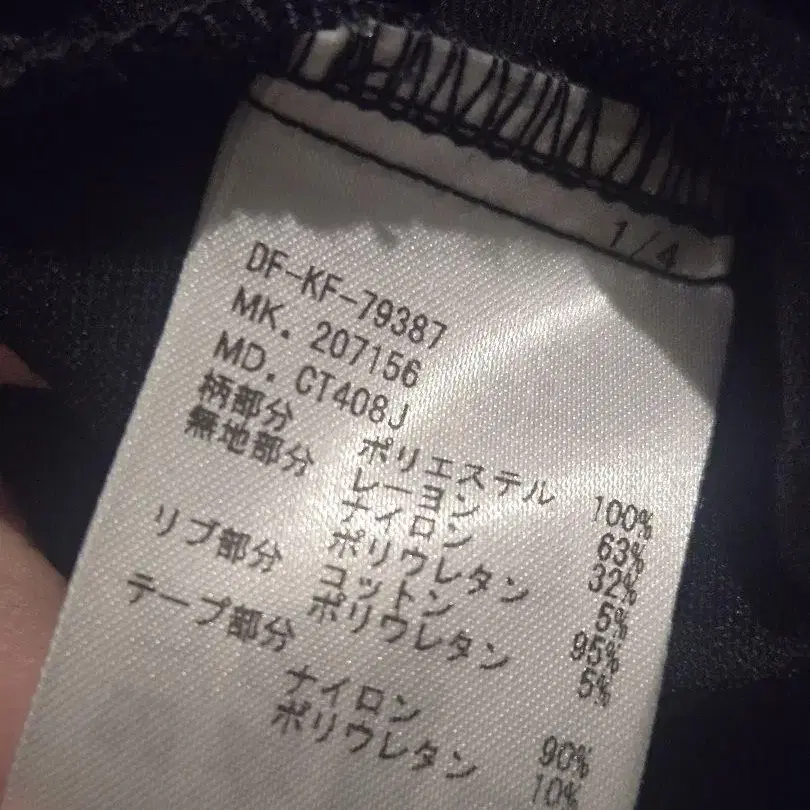 1/4
DF-KF-79387
MK. 207156
MD. CT408J
柄部分 ポリエステル 100%
無地部分 レーヨン 63%
ナイロン 32%
ポリウレタン 5%
リブ部分 コットン 95%
ポリウレタン 5%
テープ部分
ナイロン 90%
ポリウレタン 10%